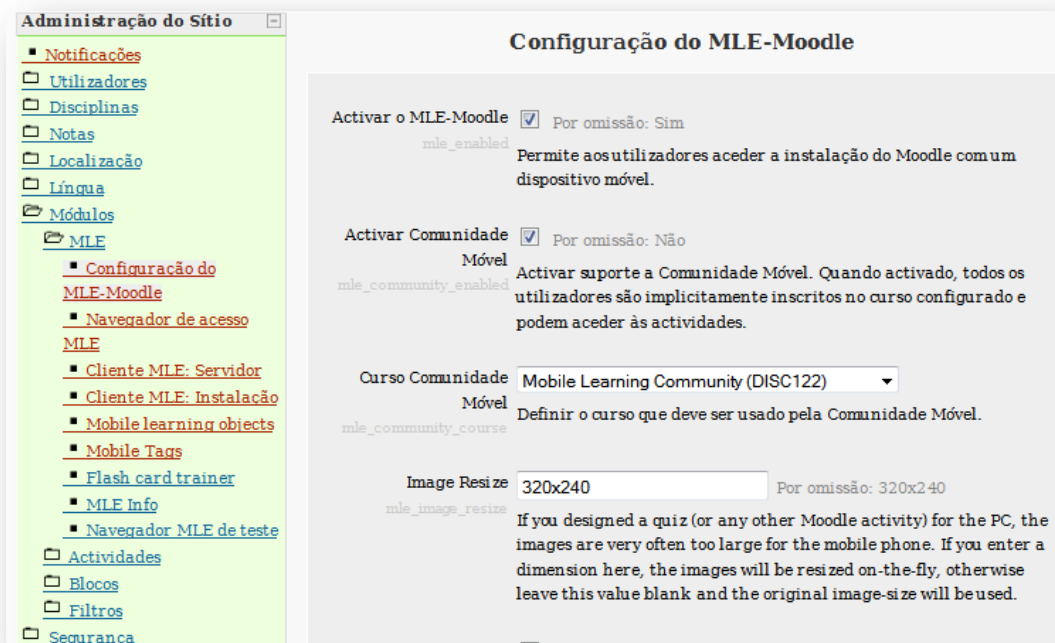 Administração do Sítio
Notificações
Utilizadores
Disciplinas
Notas
Localização
Língua
Módulos
MLE
Configuração do
MLE-Moodle
Navegador de acesso
MLE
Cliente MLE: Servidor
Cliente MLE: Instalação
Mobile learning objects
Mobile Tags
Flash card trainer
MLE Info
Navegador MLE de teste
Actividades
Blocos
Filtros
Segurança
Configuração do MLE-Moodle
Activar o MLE-Moodle Por omissão: Sim
mle_enabled
Permite aos utilizadores aceder a instalação do Moodle com um
dispositivo móvel.
Activar Comunidade Por omissão: Não
Móvel
mle_community_enabled
Activar suporte a Comunidade Móvel. Quando activado, todos os
utilizadores são implicitamente inscritos no curso configurado e
podem aceder às actividades.
Curso Comunidade Mobile Learning Community (DISC122)
Móvel
mle_community_course
Definir o curso que deve ser usado pela Comunidade Móvel.
Image Resize 320x240 Por omissão: 320x240
mle_image_resize
If you designed a quiz (or any other Moodle activity) for the PC, the
images are very often too large for the mobile phone. If you enter a
dimension here, the images will be resized on-the-fly, otherwise
leave this value blank and the original image-size will be used.